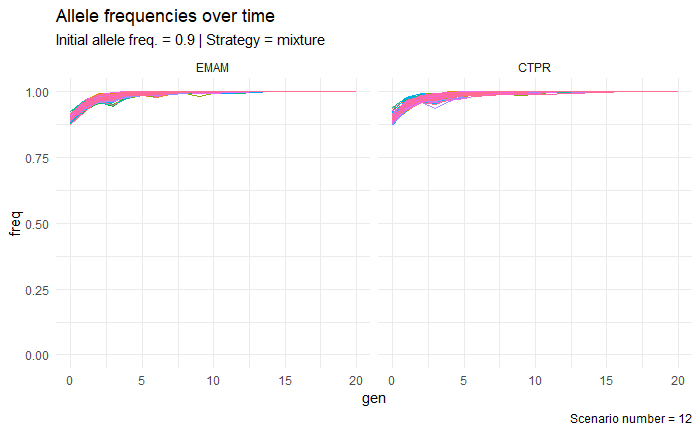 Allele frequencies over time
Initial allele freq. = 0.9 | Strategy = mixture
EMAM CTPR
1.00
0.75
0.50
0.25
0.00
freq
0 5 10 15 20 0 5 10 15 20
gen
Scenario number = 12